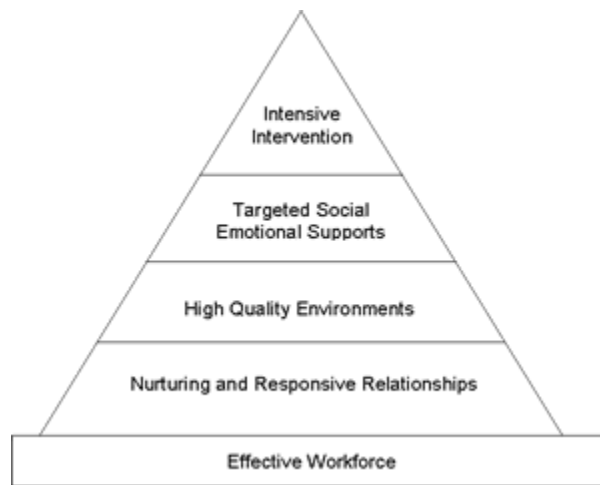 Intensive
Intervention
Targeted Social
Emotional Supports
High Quality Environments
Nurturing and Responsive Relationships
Effective Workforce